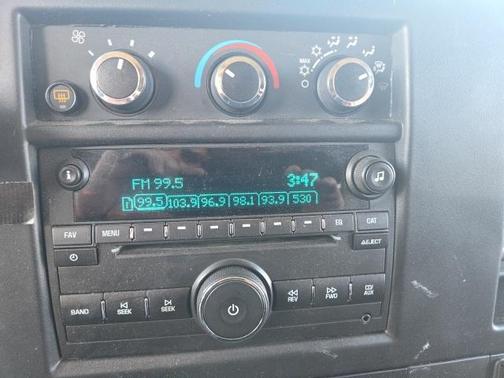 MAX
FM 99.5 3:47
1 99.5 103.9 96.9 98.1 93.9 530
FAV MENU EQ CAT
EJECT
BAND SEEK SEEK REV FWD CD/AUX